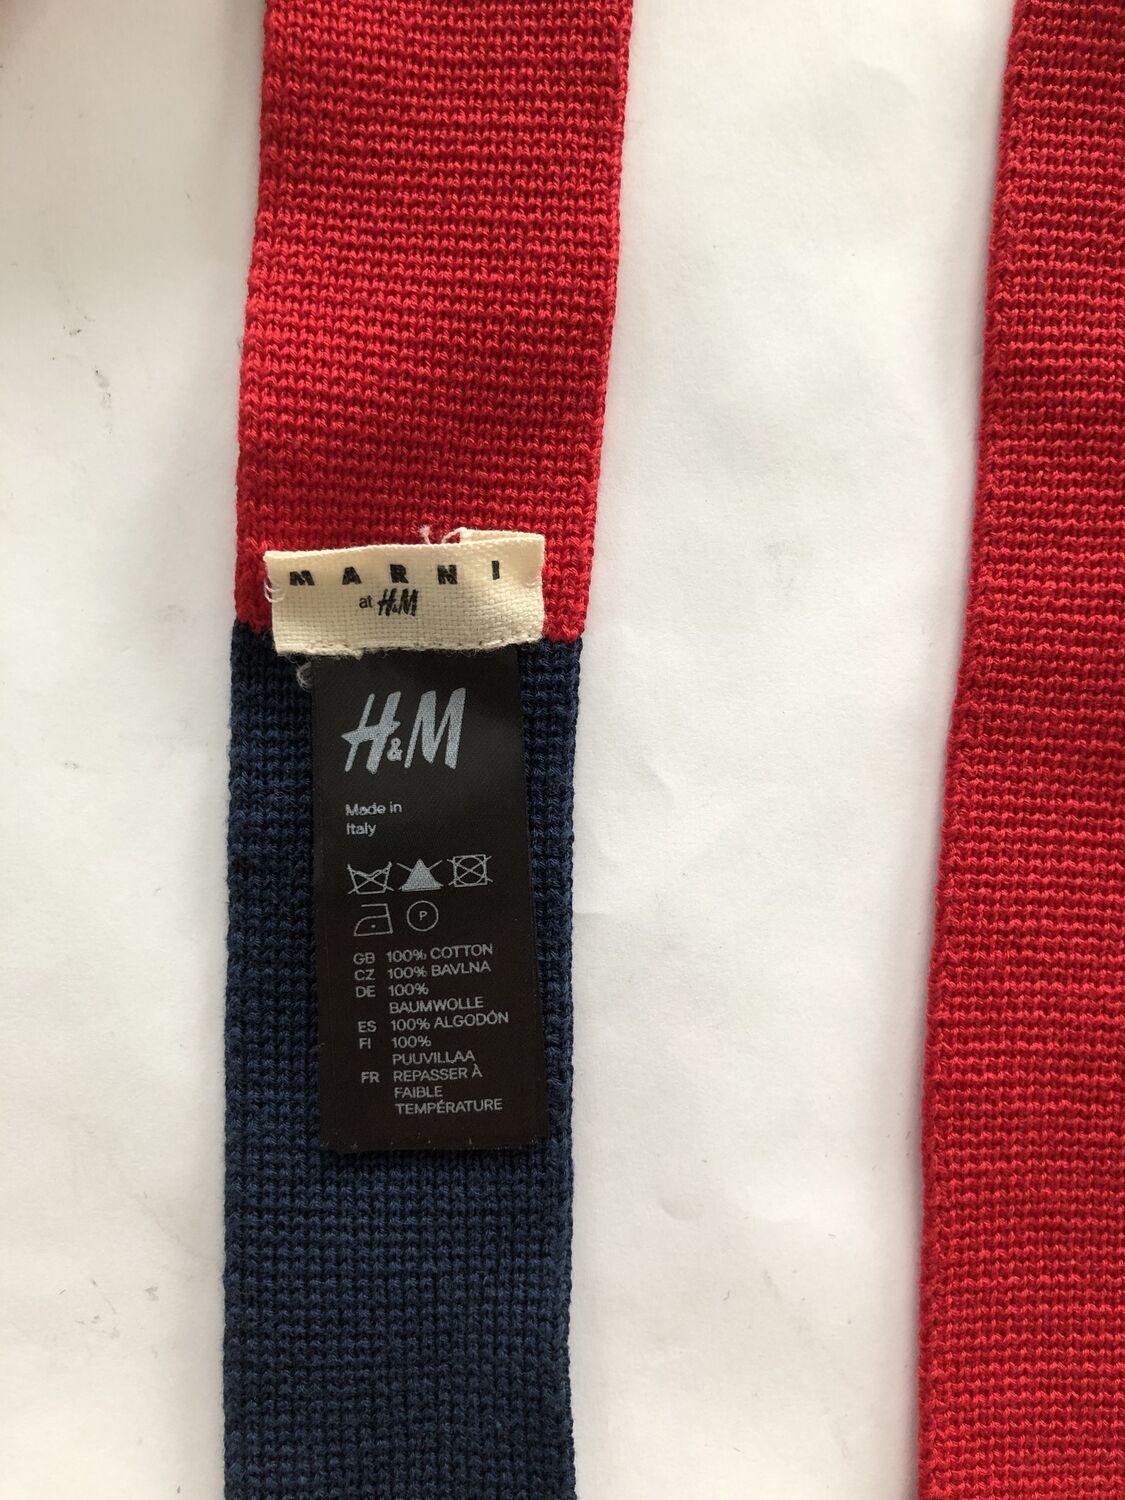 MARNI
at H&M
H&M
Made in
Italy
P
GB 100% COTTON
CZ 100% BAVLNA
DE 100%
BAUMWOLLE
ES 100% ALGODÓN
FI 100%
PUUVILLAA
FR REPASSER À
FAIBLE
TEMPÉRATURE